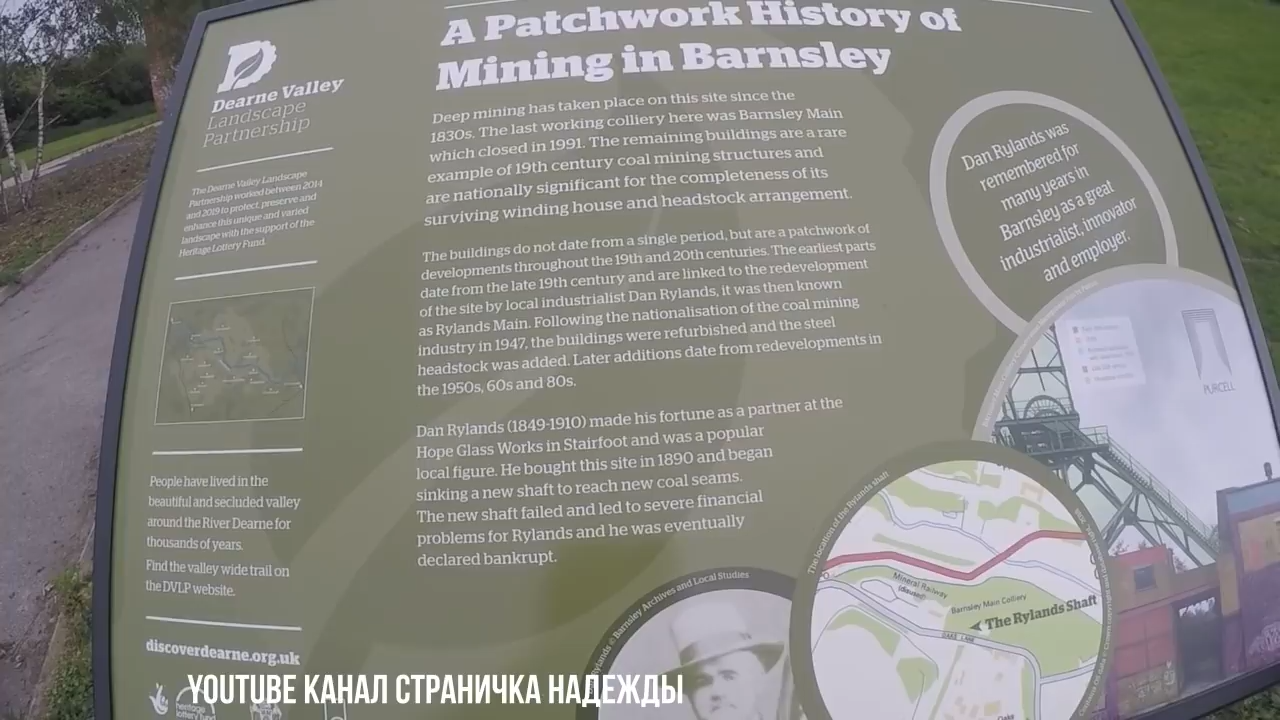 A Patchwork History of
Mining in Barnsley
Dearne Valley
Landscape
Partnership
The Dearne Valley Landscape
Partnership worked between 2014
and 2019 to protect, preserve and
enhance this unique and varied
landscape with the support of the
Heritage Lottery Fund.
People have lived in the
beautiful and secluded valley
around the River Dearne for
thousands of years.
Find the valley wide trail on
the DVLP website.
discoverdearne.org.uk
heritage
lottery fund
Deep mining has taken place on this site since the
1830s. The last working colliery here was Barnsley Main
which closed in 1991. The remaining buildings are a rare
example of 19th century coal mining structures and
are nationally significant for the completeness of its
surviving winding house and headstock arrangement.
The buildings do not date from a single period, but are a patchwork of
developments throughout the 19th and 20th centuries. The earliest parts
date from the late 19th century and are linked to the redevelopment
of the site by local industrialist Dan Rylands, it was then known
as Rylands Main. Following the nationalisation of the coal mining
industry in 1947, the buildings were refurbished and the steel
headstock was added. Later additions date from redevelopments in
the 1950s, 60s and 80s.
Dan Rylands (1849-1910) made his fortune as a partner at the
Hope Glass Works in Stairfoot and was a popular
local figure. He bought this site in 1890 and began
sinking a new shaft to reach new coal seams.
The new shaft failed and led to severe financial
problems for Rylands and he was eventually
declared bankrupt.
Dan Rylands was
remembered for
many years in
Barnsley as a great
industrialist, innovator
and employer.
PURCELL
The location of the Rylands shaft
Mineral Railway
(disused)
Barnsley Main Colliery
The Rylands Shaft
OAKS LANE
Oaks
Rylands © Barnsley Archives and Local Studies
YOUTUBE КАНАЛ СТРАНИЧКА НАДЕЖДЫ